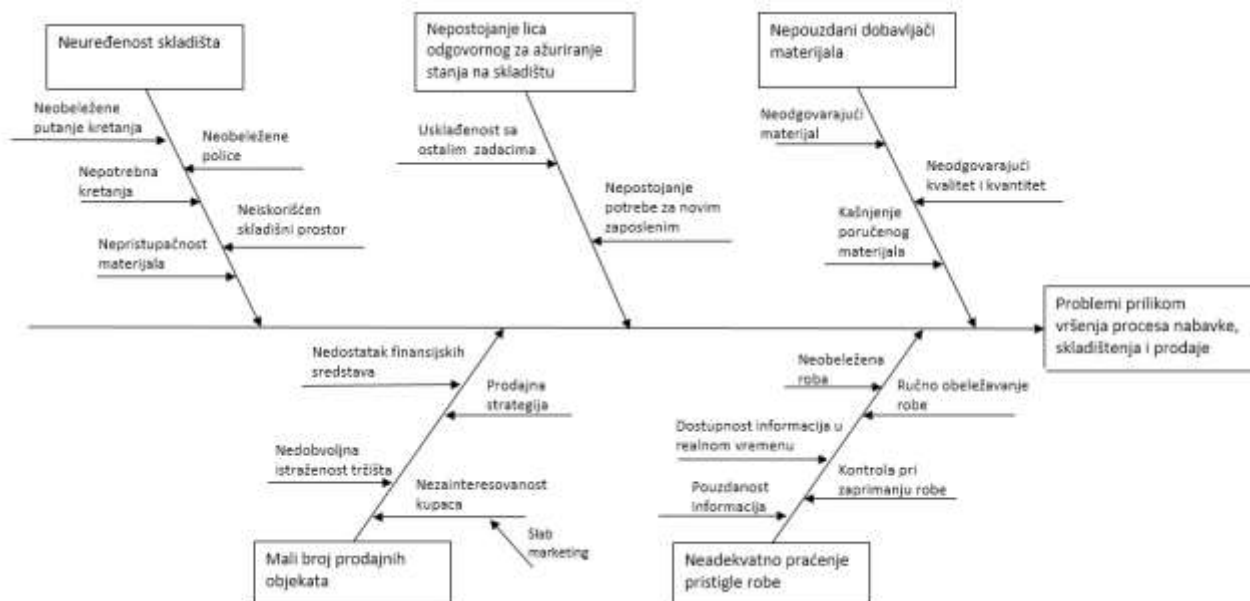 Neuređenost skladišta
Nepostojanje lica
odgovornog za ažuriranje
stanja na skladištu
Nepouzdani dobavljači
materijala
Neobeležene
putanje kretanja
Neobeležene
police
Nepotrebna
kretanja
Neiskorišćen
skladišni prostor
Nepristupačnost
materijala
Usklađenost sa
ostalim zadacima
Nepostojanje
potrebe za novim
zaposlenim
Neodgovarajući
materijal
Neodgovarajući
kvalitet i kvantitet
Kašnjenje
poručenog
materijala
Problemi prilikom
vršenja procesa nabavke,
skladištenja i prodaje
Nedostatak finansijskih
sredstava
Prodajna
strategija
Nedobvoljna
istraženost tržišta
Nezainteresovanost
kupaca
Slab
marketing
Mali broj prodajnih
objekata
Neobeležena
roba
Ručno obeležavanje
robe
Dostupnost informacija u
realnom vremenu
Kontrola pri
zaprimanju robe
Pouzdanost
informacija
Neadekvatno praćenje
pristigle robe